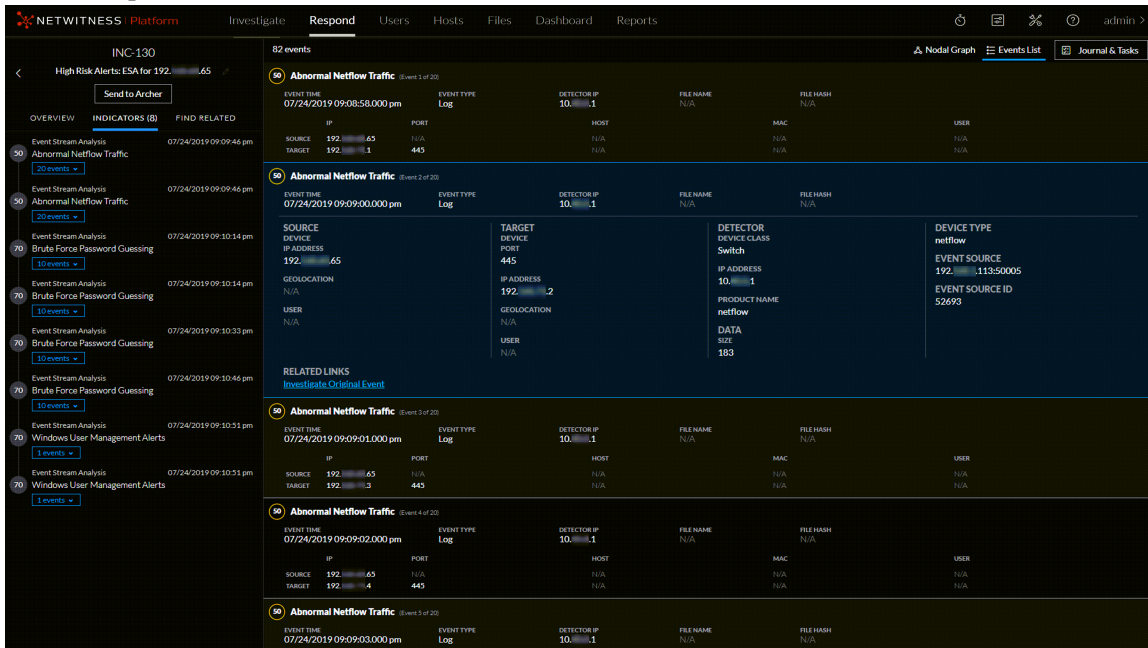 NETWITNESS Platform Investigate Respond Users Hosts Files Dashboard Reports admin >
INC-130
High Risk Alerts: ESA for 192. .65
Send to Archer
OVERVIEW INDICATORS (8) FIND RELATED
Event Stream Analysis 07/24/2019 09:09:46 pm
50 Abnormal Netflow Traffic
20 events
Event Stream Analysis 07/24/2019 09:09:46 pm
50 Abnormal Netflow Traffic
20 events
Event Stream Analysis 07/24/2019 09:10:14 pm
70 Brute Force Password Guessing
10 events
Event Stream Analysis 07/24/2019 09:10:14 pm
70 Brute Force Password Guessing
10 events
Event Stream Analysis 07/24/2019 09:10:33 pm
70 Brute Force Password Guessing
10 events
Event Stream Analysis 07/24/2019 09:10:46 pm
70 Brute Force Password Guessing
10 events
Event Stream Analysis 07/24/2019 09:10:51 pm
70 Windows User Management Alerts
1 events
Event Stream Analysis 07/24/2019 09:10:51 pm
70 Windows User Management Alerts
1 events
82 events Nodal Graph Events List Journal & Tasks
50 Abnormal Netflow Traffic (Event 1 of 20)
EVENT TIME EVENT TYPE DETECTOR IP FILE NAME FILE HASH
07/24/2019 09:08:58.000 pm Log 10. .1 N/A N/A
IP PORT HOST MAC USER
SOURCE 192. .65 N/A N/A N/A N/A
TARGET 192. .1 445 N/A N/A N/A
50 Abnormal Netflow Traffic (Event 2 of 20)
EVENT TIME EVENT TYPE DETECTOR IP FILE NAME FILE HASH
07/24/2019 09:09:00.000 pm Log 10. .1 N/A N/A
SOURCE
DEVICE
IP ADDRESS
192. .65
GEOLOCATION
N/A
USER
N/A
TARGET
DEVICE
PORT
445
IP ADDRESS
192. .2
GEOLOCATION
N/A
USER
N/A
DETECTOR
DEVICE CLASS
Switch
IP ADDRESS
10. .1
PRODUCT NAME
netflow
DATA
SIZE
183
DEVICE TYPE
netflow
EVENT SOURCE
192. .113:50005
EVENT SOURCE ID
52693
RELATED LINKS
Investigate Original Event
50 Abnormal Netflow Traffic (Event 3 of 20)
EVENT TIME EVENT TYPE DETECTOR IP FILE NAME FILE HASH
07/24/2019 09:09:01.000 pm Log 10. .1 N/A N/A
IP PORT HOST MAC USER
SOURCE 192. .65 N/A N/A N/A N/A
TARGET 192. .3 445 N/A N/A N/A
50 Abnormal Netflow Traffic (Event 4 of 20)
EVENT TIME EVENT TYPE DETECTOR IP FILE NAME FILE HASH
07/24/2019 09:09:02.000 pm Log 10. .1 N/A N/A
IP PORT HOST MAC USER
SOURCE 192. .65 N/A N/A N/A N/A
TARGET 192. .4 445 N/A N/A N/A
50 Abnormal Netflow Traffic (Event 5 of 20)
EVENT TIME EVENT TYPE DETECTOR IP FILE NAME FILE HASH
07/24/2019 09:09:03.000 pm Log 10. .1 N/A N/A